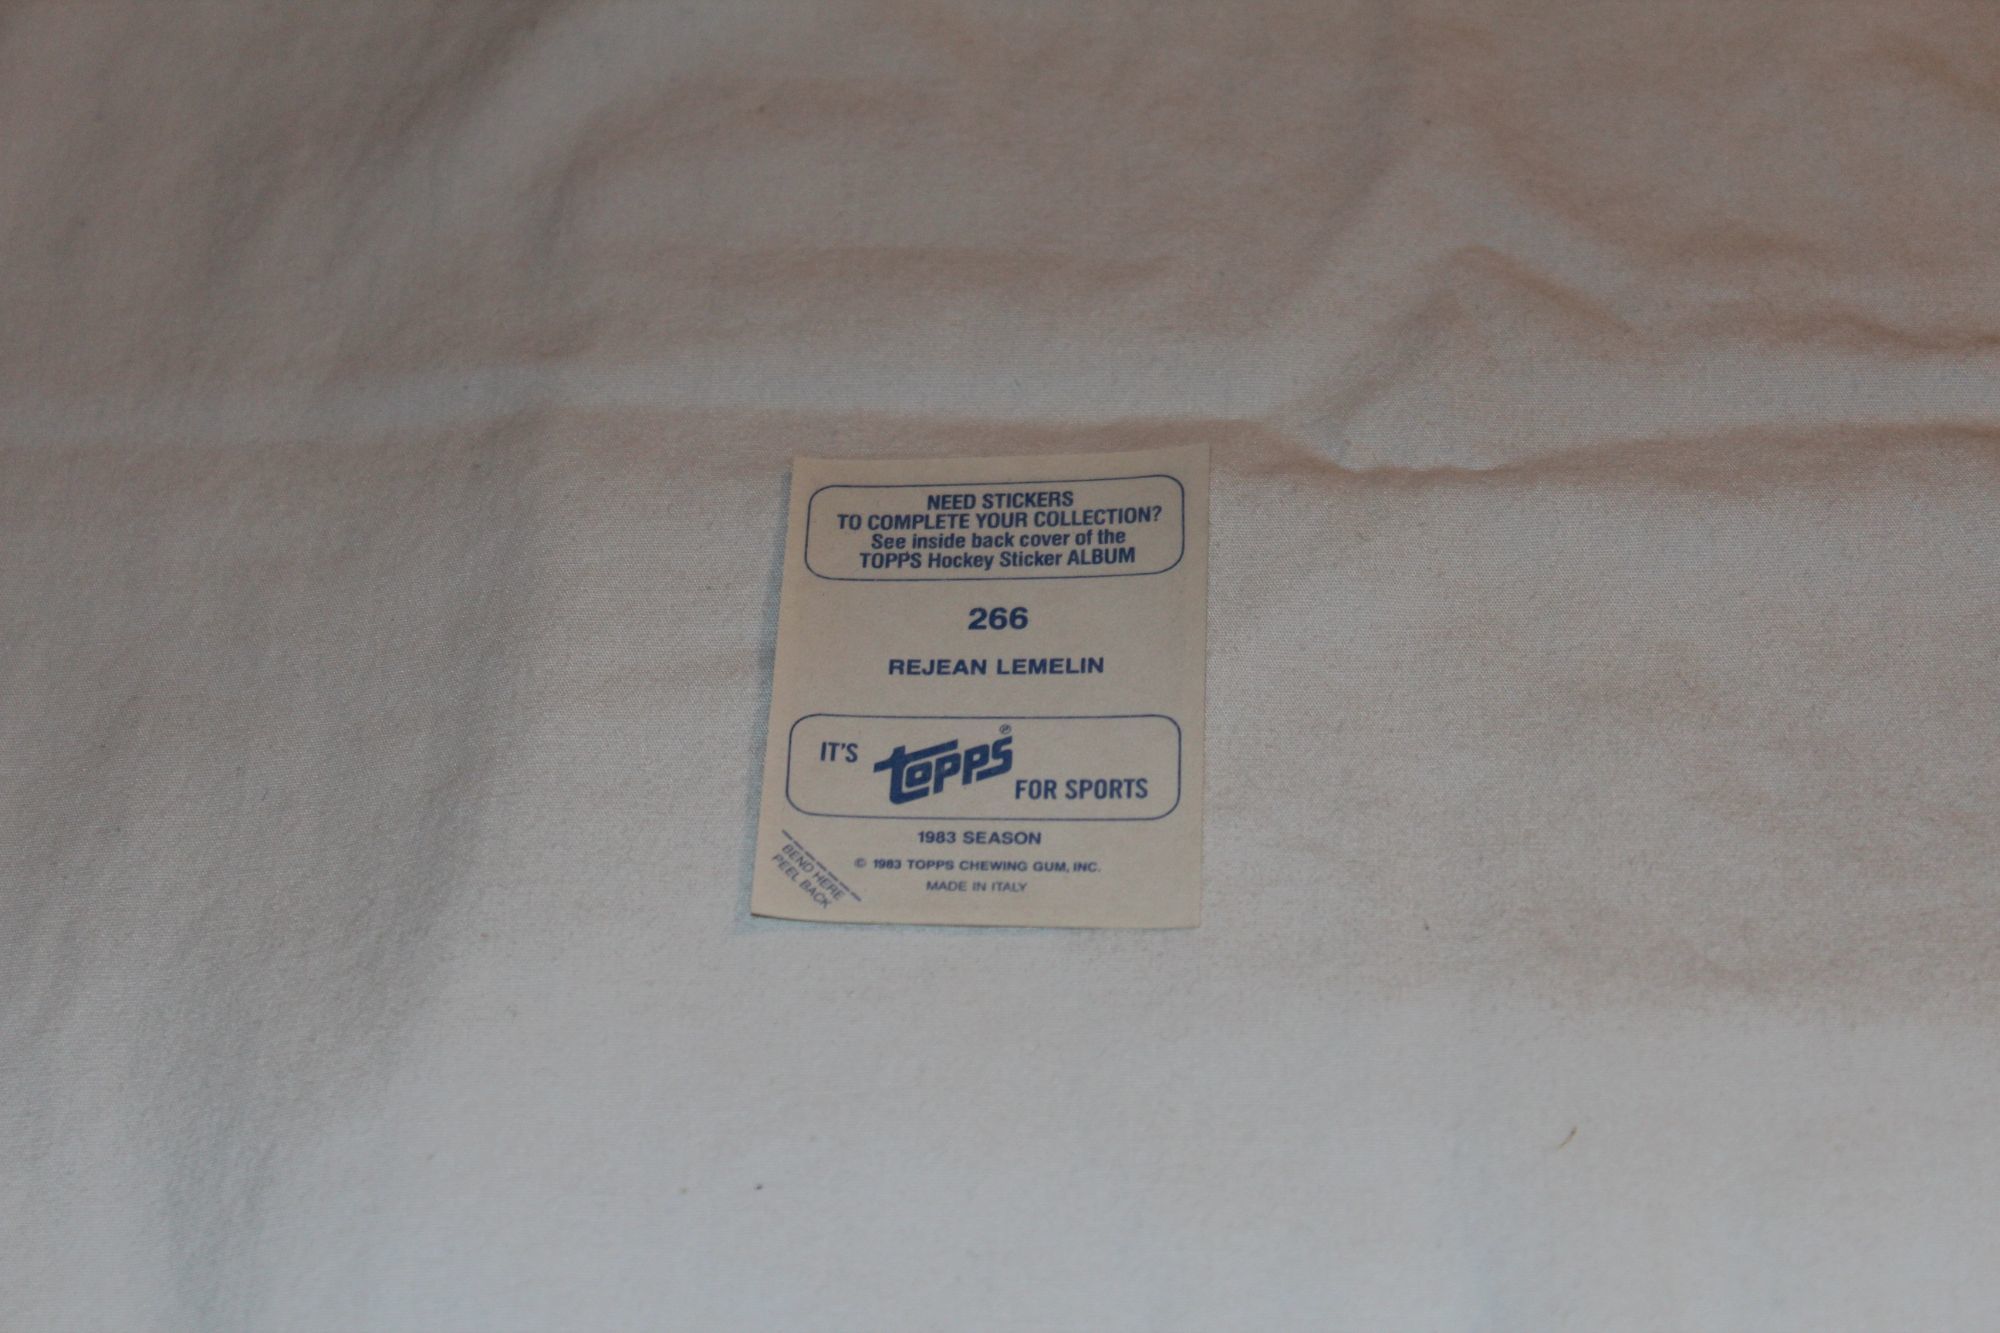 NEED STICKERS
TO COMPLETE YOUR COLLECTION?
See inside back cover of the
TOPPS Hockey Sticker ALBUM
266
REJEAN LEMELIN
IT'S topps® FOR SPORTS
1983 SEASON
© 1983 TOPPS CHEWING GUM, INC.
MADE IN ITALY
BEND HERE
PEEL BACK